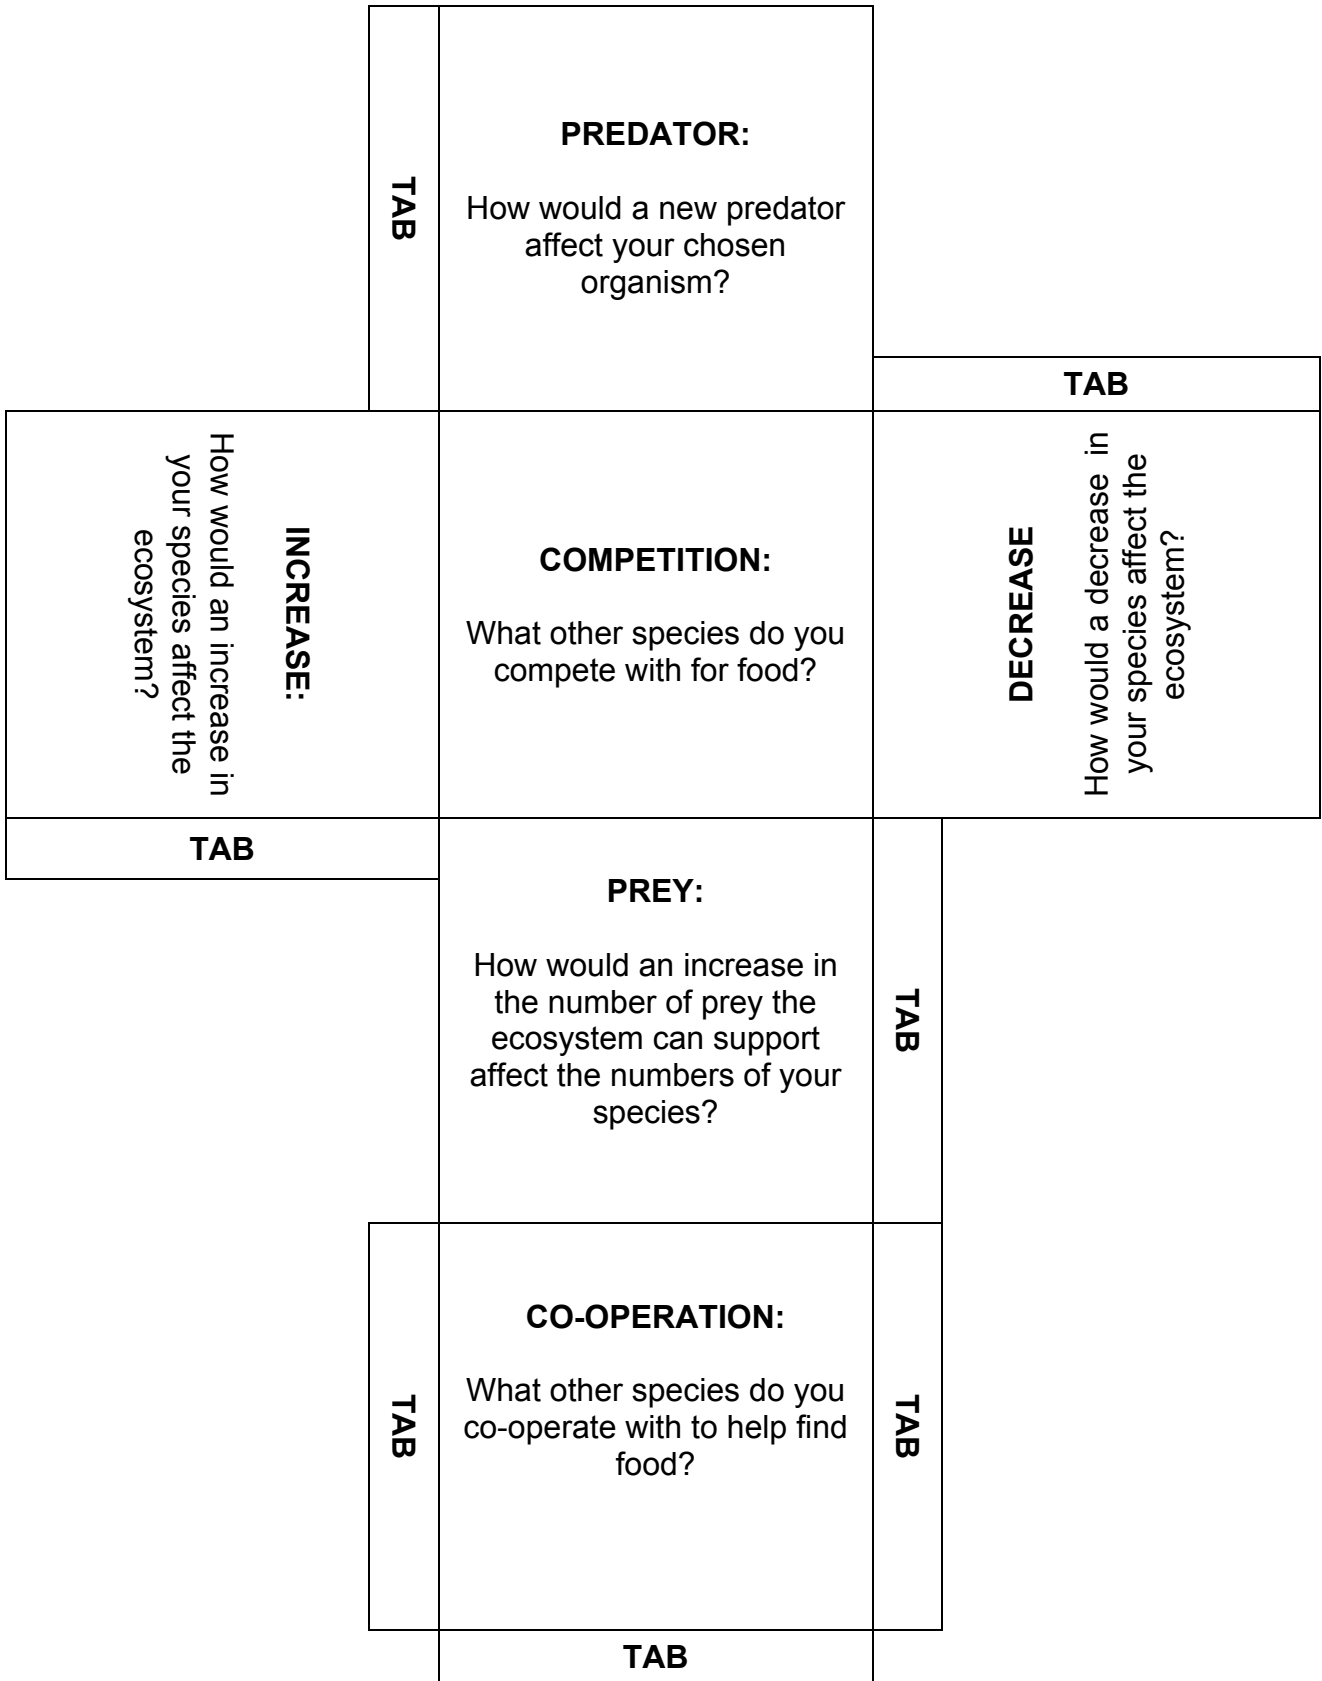 TAB
PREDATOR:
How would a new predator
affect your chosen
organism?
TAB
INCREASE:
How would an increase in
your species affect the
ecosystem?
COMPETITION:
What other species do you
compete with for food?
DECREASE
How would a decrease in
your species affect the
ecosystem?
TAB
PREY:
How would an increase in
the number of prey the
ecosystem can support
affect the numbers of your
species?
TAB
TAB
CO-OPERATION:
What other species do you
co-operate with to help find
food?
TAB
TAB